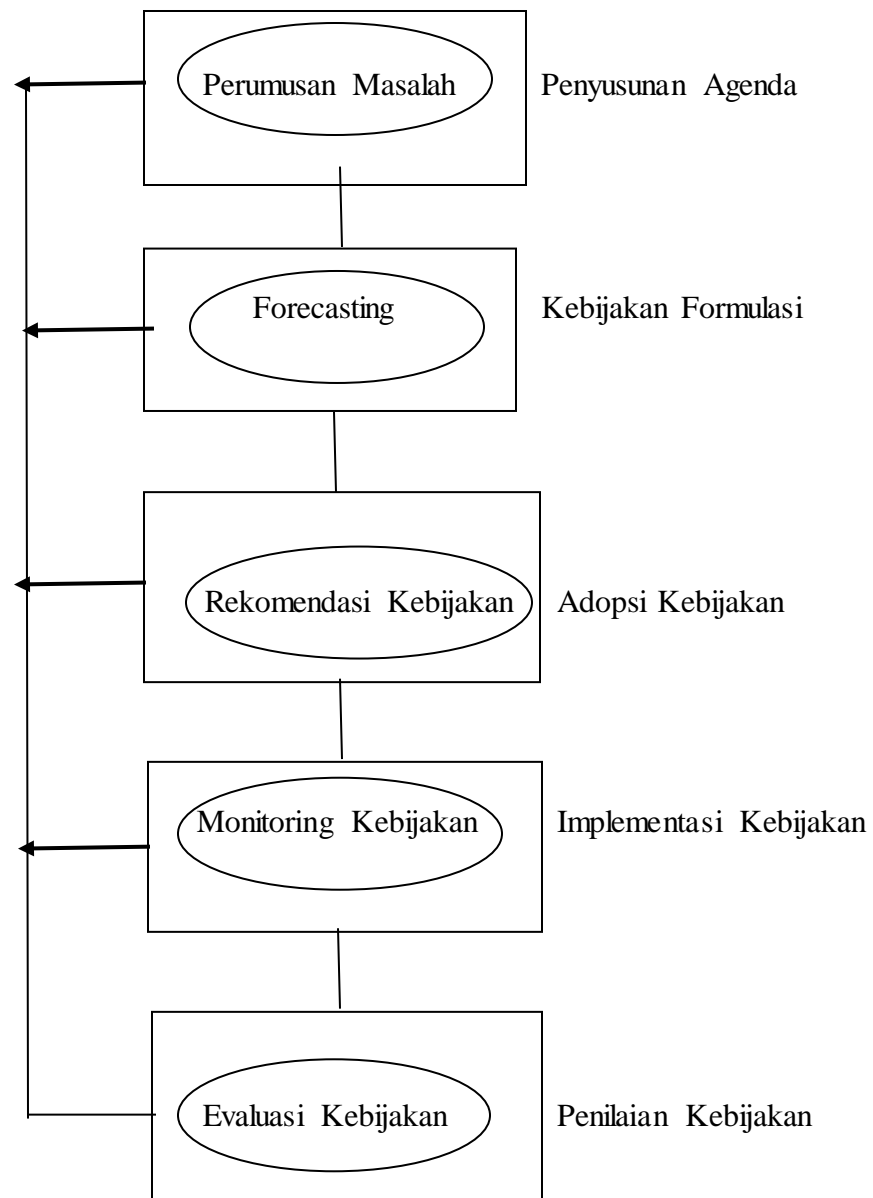 Perumusan Masalah
Penyusunan Agenda
Forecasting
Kebijakan Formulasi
Rekomendasi Kebijakan
Adopsi Kebijakan
Monitoring Kebijakan
Implementasi Kebijakan
Evaluasi Kebijakan
Penilaian Kebijakan